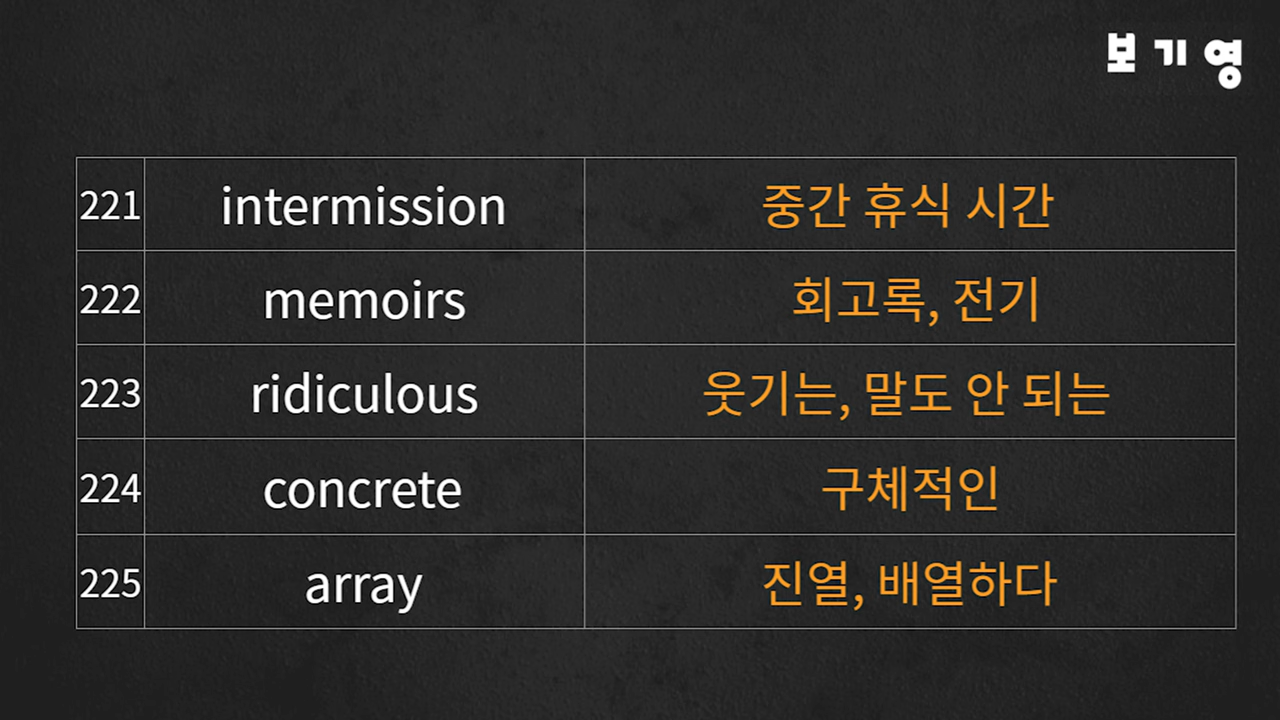 보기영
221 intermission 중간 휴식 시간
222 memoirs 회고록, 전기
223 ridiculous 웃기는, 말도 안 되는
224 concrete 구체적인
225 array 진열, 배열하다